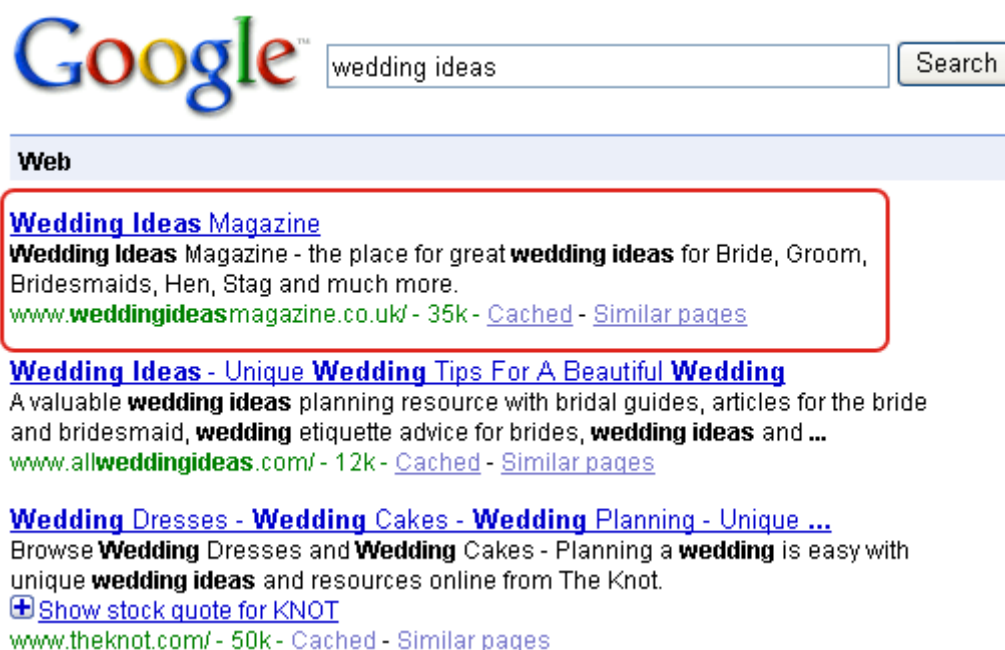 Google™
wedding ideas
Search
Web
Wedding Ideas Magazine
Wedding Ideas Magazine - the place for great wedding ideas for Bride, Groom,
Bridesmaids, Hen, Stag and much more.
www.weddingideasmagazine.co.uk/ - 35k - Cached - Similar pages
Wedding Ideas - Unique Wedding Tips For A Beautiful Wedding
A valuable wedding ideas planning resource with bridal guides, articles for the bride
and bridesmaid, wedding etiquette advice for brides, wedding ideas and ...
www.allweddingideas.com/ - 12k - Cached - Similar pages
Wedding Dresses - Wedding Cakes - Wedding Planning - Unique ...
Browse Wedding Dresses and Wedding Cakes - Planning a wedding is easy with
unique wedding ideas and resources online from The Knot.
Show stock quote for KNOT
www.theknot.com/ - 50k - Cached - Similar pages